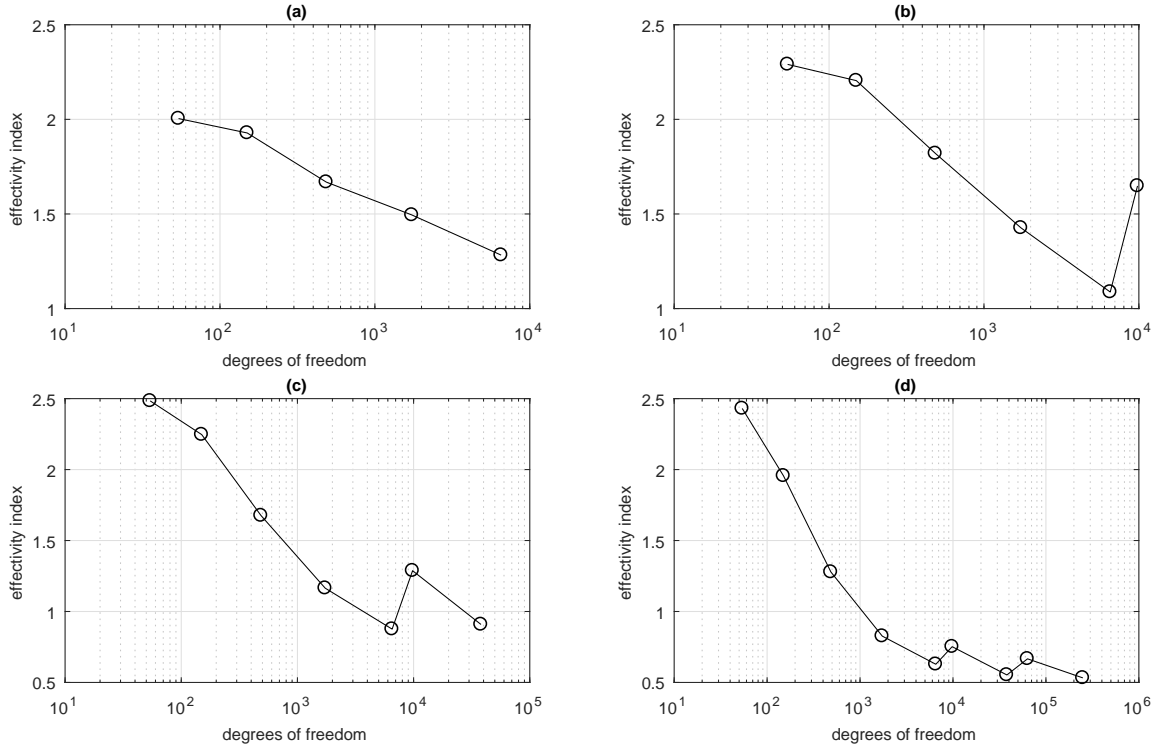 (a)
2.5
2
1.5
1
effectivity index
10^1 10^2 10^3 10^4
degrees of freedom
(b)
2.5
2
1.5
1
effectivity index
10^1 10^2 10^3 10^4
degrees of freedom
(c)
2.5
2
1.5
1
0.5
effectivity index
10^1 10^2 10^3 10^4 10^5
degrees of freedom
(d)
2.5
2
1.5
1
0.5
effectivity index
10^1 10^2 10^3 10^4 10^5 10^6
degrees of freedom